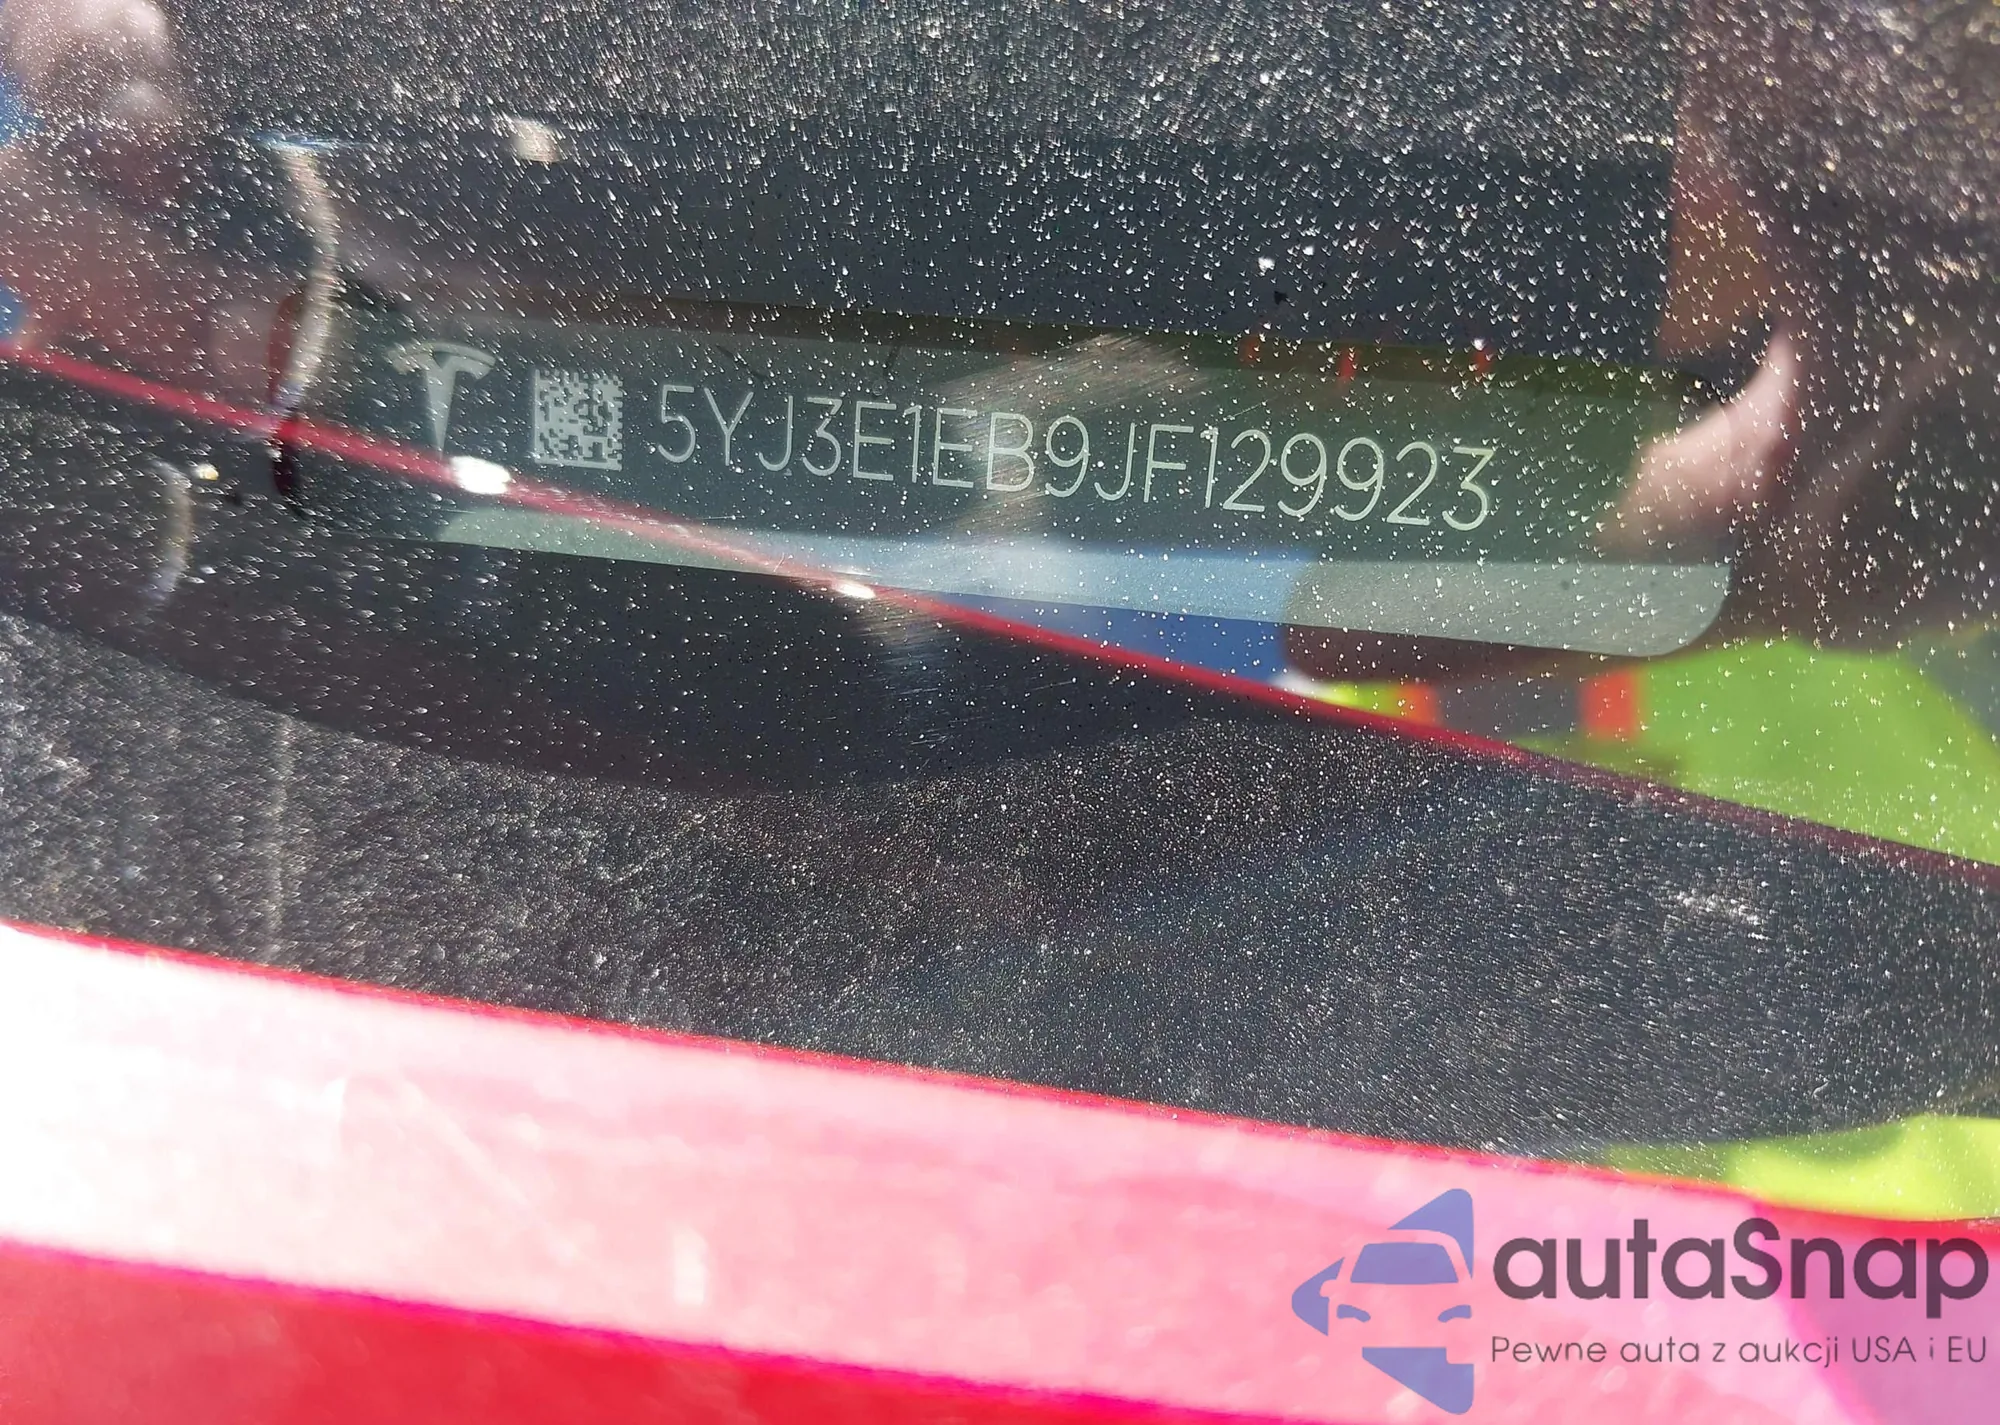 5YJ3E1EB9JF129923
autaSnap
Pewne auta z aukcji USA i EU